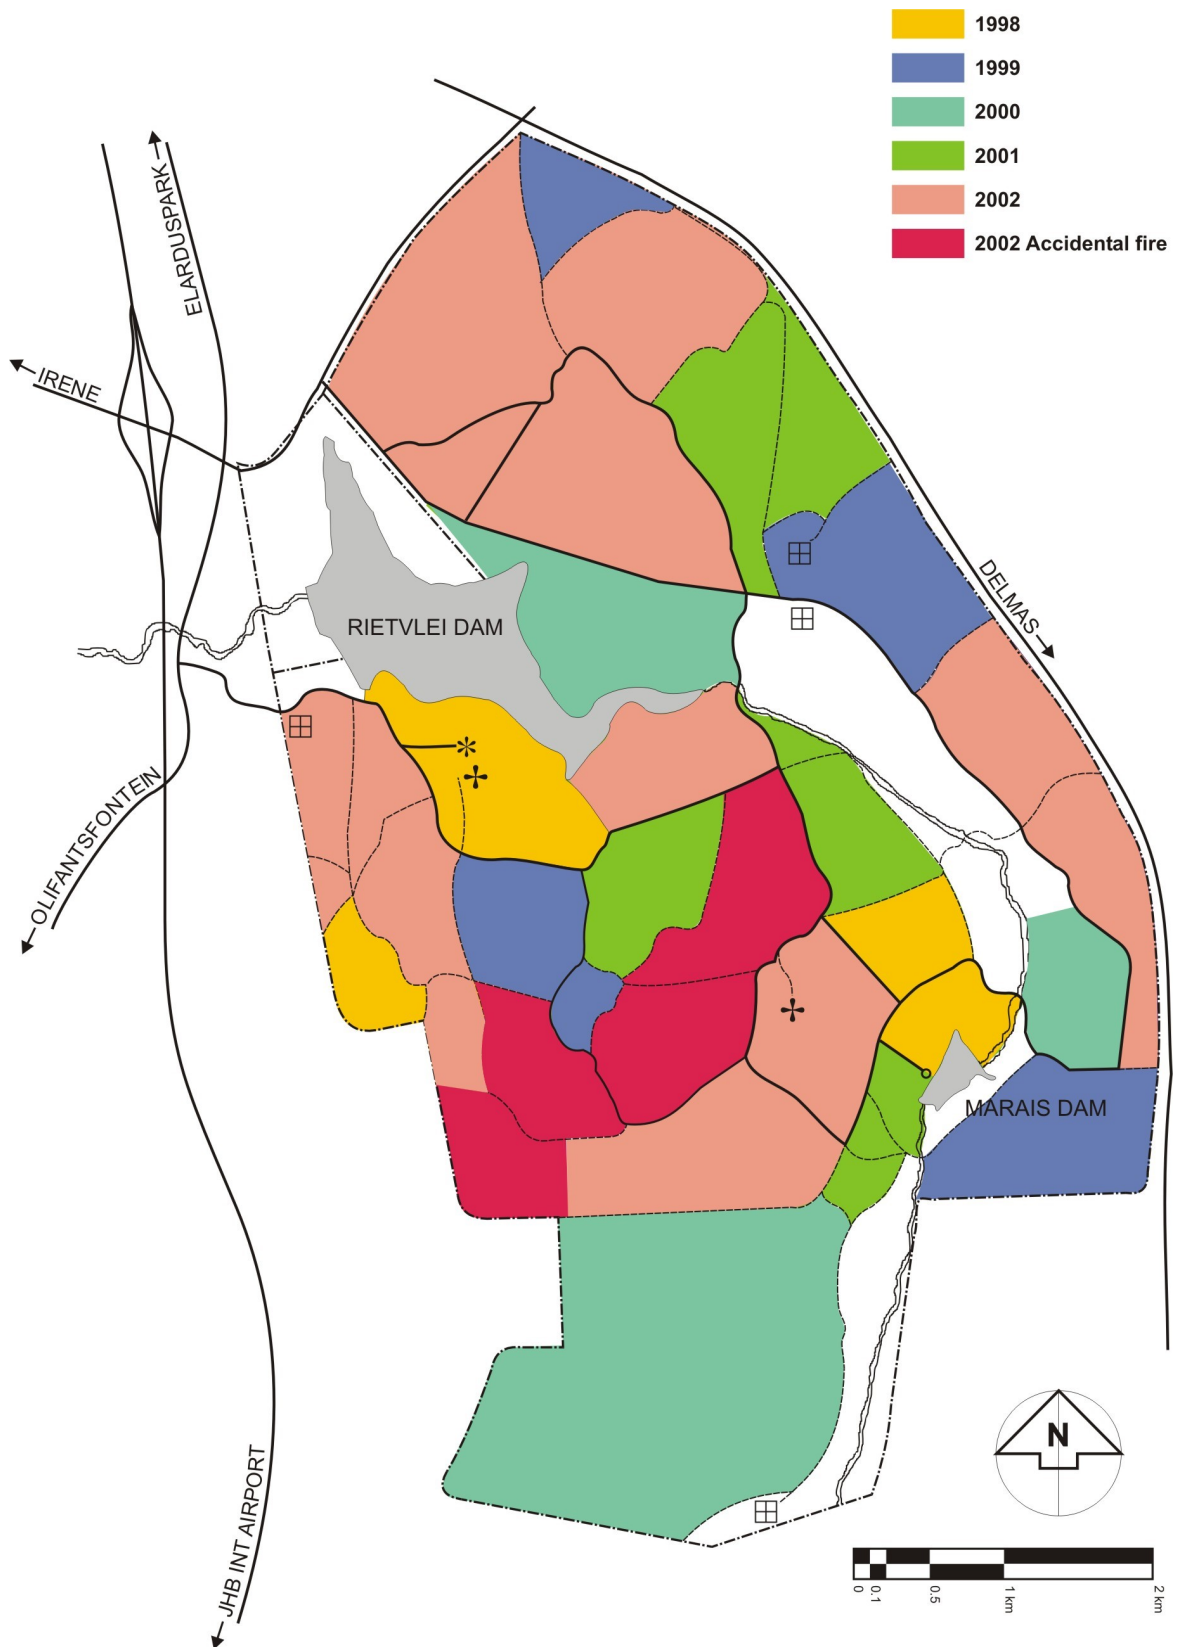 1998
1999
2000
2001
2002
2002 Accidental fire
ELARDUSPARK
IRENE
DELMAS
RIETVLEI DAM
OLIFANTSFONTEIN
MARAIS DAM
JHB INT AIRPORT
N
0
0.1
0.5
1 km
2 km